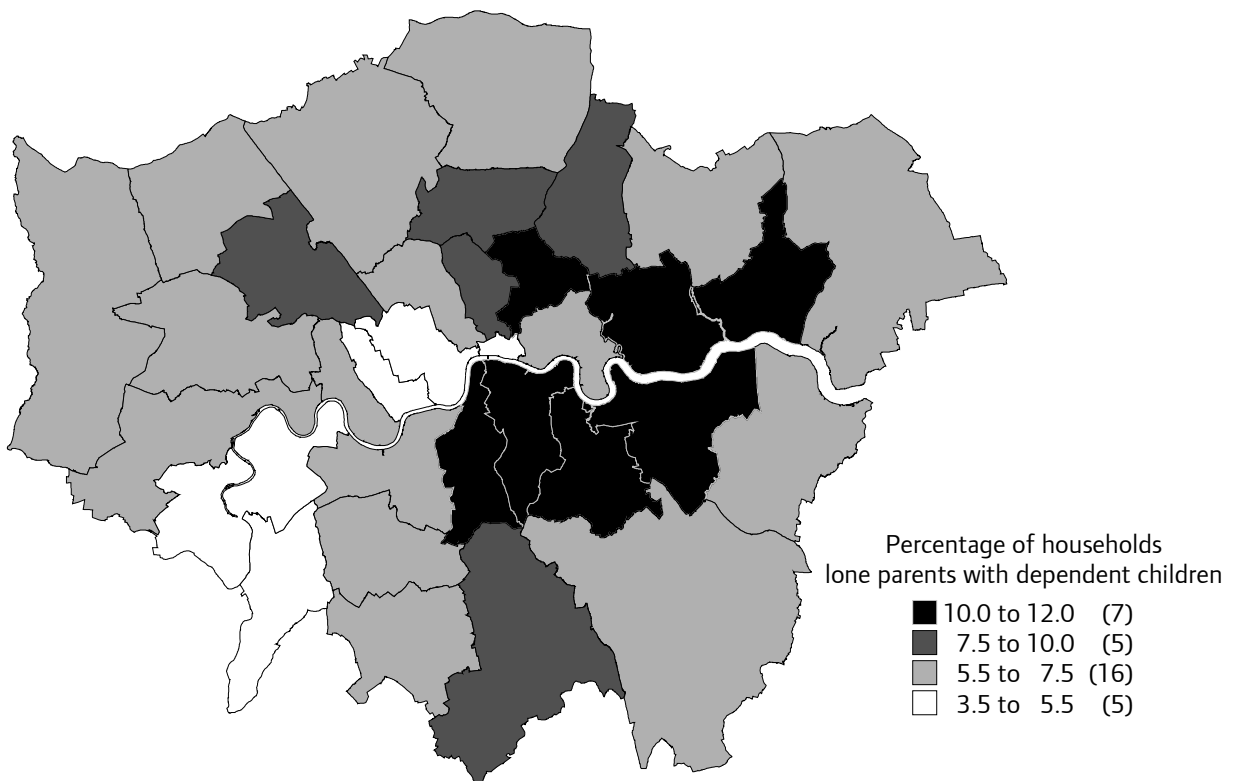 Percentage of households
lone parents with dependent children
10.0 to 12.0 (7)
7.5 to 10.0 (5)
5.5 to 7.5 (16)
3.5 to 5.5 (5)